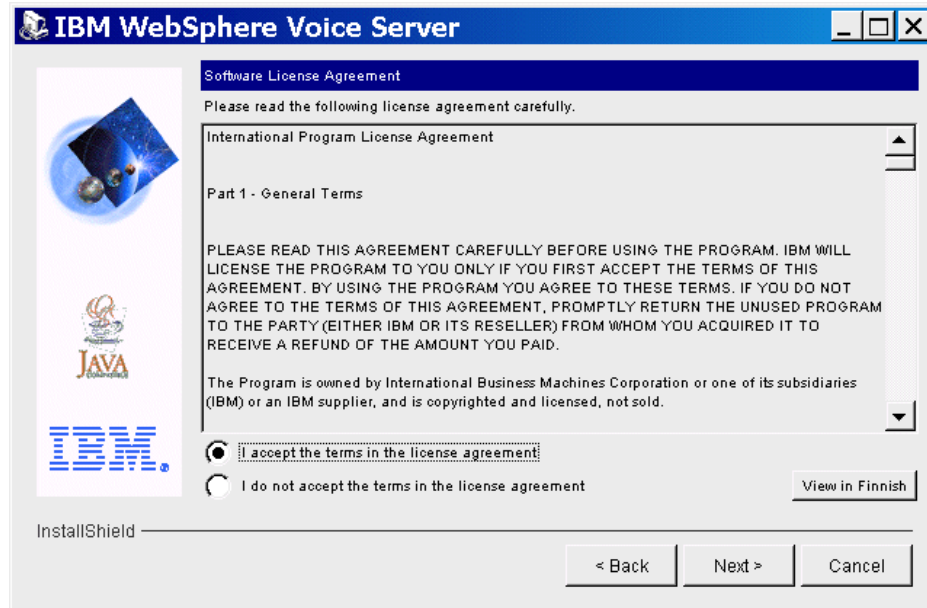 IBM WebSphere Voice Server
Software License Agreement
Please read the following license agreement carefully.
International Program License Agreement
Part 1 - General Terms
PLEASE READ THIS AGREEMENT CAREFULLY BEFORE USING THE PROGRAM. IBM WILL
LICENSE THE PROGRAM TO YOU ONLY IF YOU FIRST ACCEPT THE TERMS OF THIS
AGREEMENT. BY USING THE PROGRAM YOU AGREE TO THESE TERMS. IF YOU DO NOT
AGREE TO THE TERMS OF THIS AGREEMENT, PROMPTLY RETURN THE UNUSED PROGRAM
TO THE PARTY (EITHER IBM OR ITS RESELLER) FROM WHOM YOU ACQUIRED IT TO
RECEIVE A REFUND OF THE AMOUNT YOU PAID.
The Program is owned by International Business Machines Corporation or one of its subsidiaries
(IBM) or an IBM supplier, and is copyrighted and licensed, not sold.
JAVA
COMPATIBLE
IBM®
I accept the terms in the license agreement
I do not accept the terms in the license agreement
View in Finnish
InstallShield
< Back
Next >
Cancel